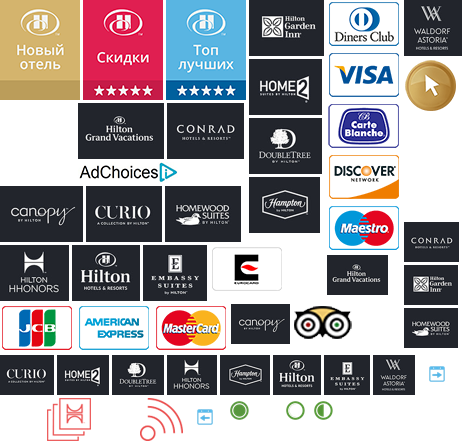 Новый
отель
Скидки
Топ
лучших
Hilton
Garden
Inn
Diners Club
WALDORF
ASTORIA
HOTELS & RESORTS
HOME2
SUITES BY HILTON
VISA
Hilton
Grand Vacations
CONRAD
HOTELS & RESORTS
Carte
Blanche
DOUBLETREE
BY HILTON
AdChoices
DISCOVER
NETWORK
canopy
BY HILTON
CURIO
A COLLECTION BY HILTON
HOMEWOOD
SUITES
BY HILTON
Hampton
by HILTON
Maestro
CONRAD
HOTELS & RESORTS
HILTON
HHONORS
Hilton
HOTELS & RESORTS
EMBASSY
SUITES
by HILTON
EUROCARD
Hilton
Grand Vacations
Hilton
Garden
Inn
JCB
AMERICAN
EXPRESS
MasterCard
canopy
BY HILTON
HOMEWOOD
SUITES
BY HILTON
CURIO
A COLLECTION BY HILTON
HOME2
SUITES BY HILTON
DOUBLETREE
BY HILTON
HILTON
HHONORS
Hampton
by HILTON
Hilton
HOTELS & RESORTS
EMBASSY
SUITES
by HILTON
WALDORF
ASTORIA
HOTELS & RESORTS